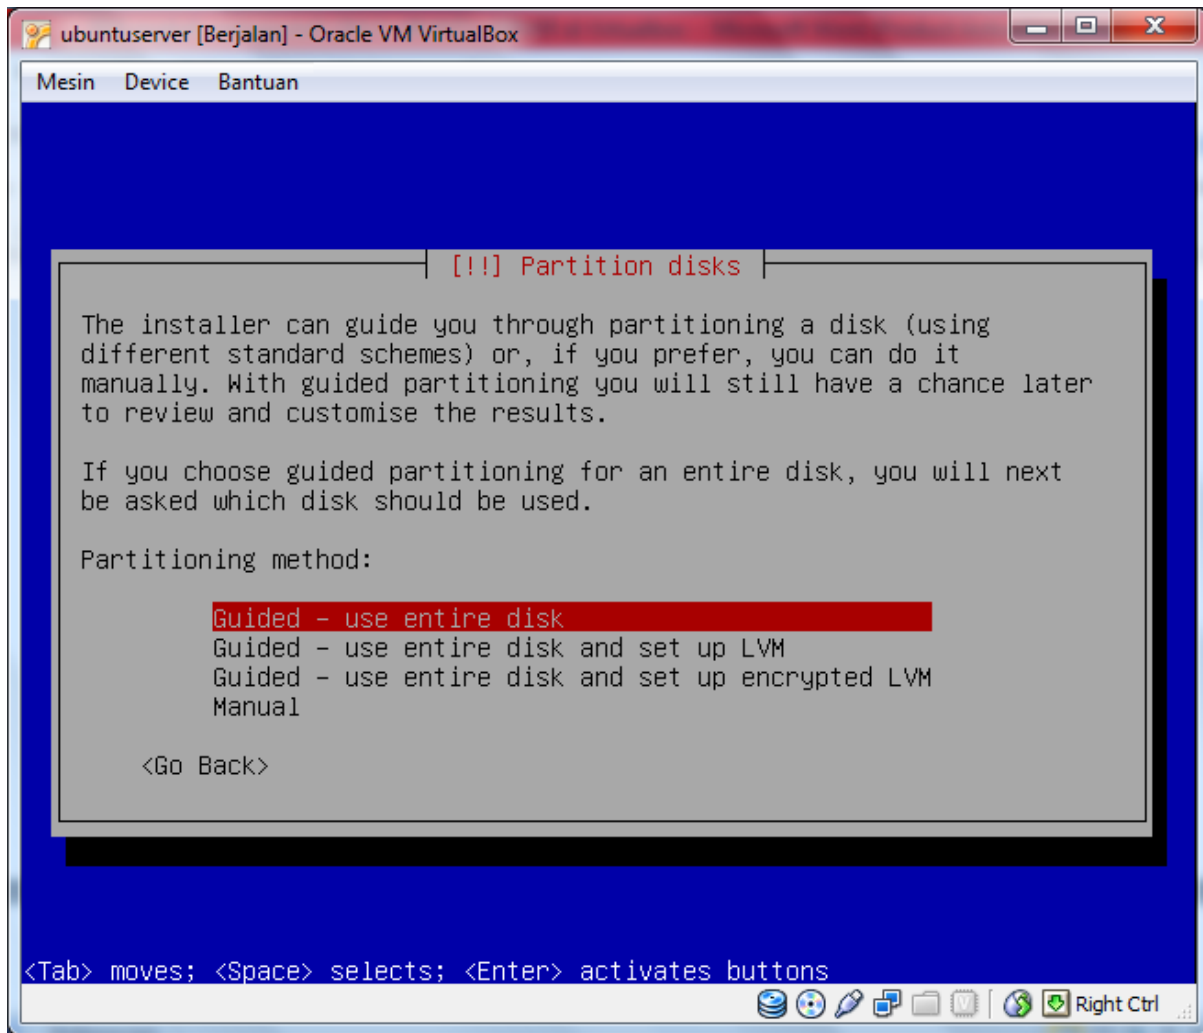 ubuntuserver [Berjalan] - Oracle VM VirtualBox
Mesin Device Bantuan
[!!] Partition disks
The installer can guide you through partitioning a disk (using
different standard schemes) or, if you prefer, you can do it
manually. With guided partitioning you will still have a chance later
to review and customise the results.
If you choose guided partitioning for an entire disk, you will next
be asked which disk should be used.
Partitioning method:
Guided - use entire disk
Guided - use entire disk and set up LVM
Guided - use entire disk and set up encrypted LVM
Manual
<Go Back>
<Tab> moves; <Space> selects; <Enter> activates buttons
Right Ctrl